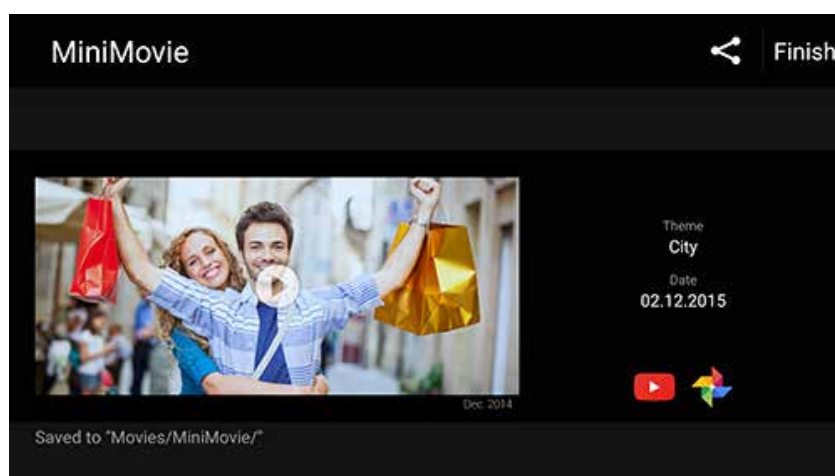 MiniMovie
Finish
Theme
City
Date
02.12.2015
Dec. 2014
Saved to "Movies/MiniMovie/"